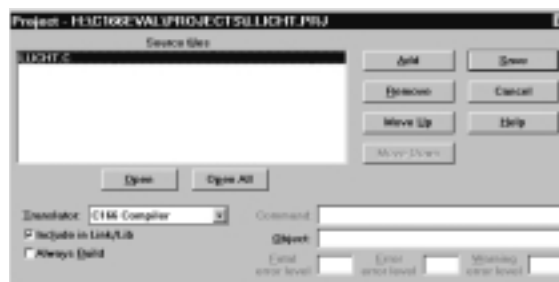 Project - H:\C166EVAL\PROJECTS\LLICHT.PRJ
Source files
LLICHT.C
Add
Save
Remove
Cancel
Move Up
Help
Move Down
Open
Open All
Translator: C166 Compiler
Command:
Include in Link/Lib
Object:
Always Build
Fatal error level
Error error level
Warning error level